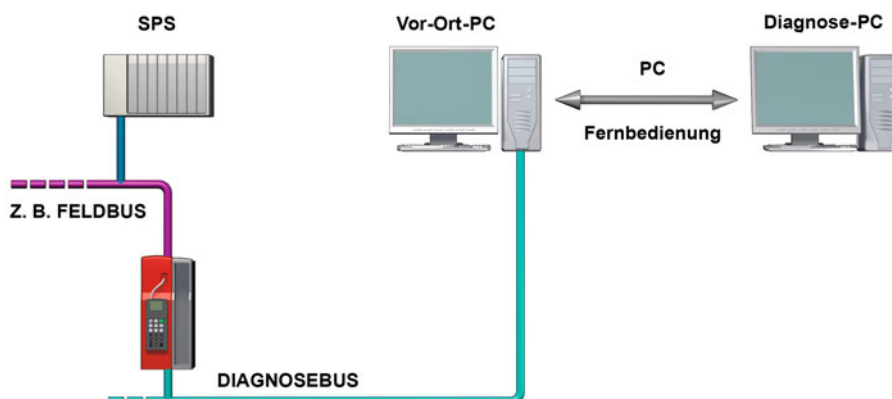 SPS
Vor-Ort-PC
Diagnose-PC
PC
Fernbedienung
Z. B. FELDBUS
DIAGNOSEBUS